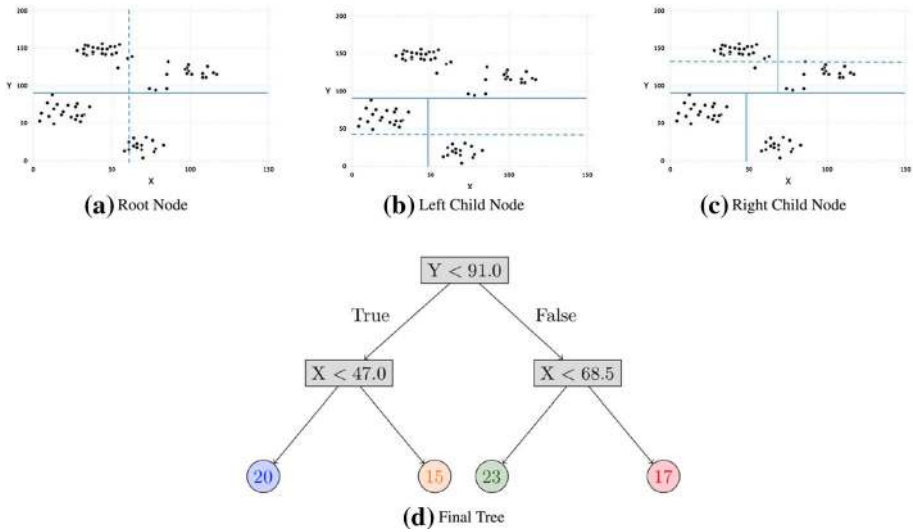 200
150
Y
100
50
0
0
50
100
150
X
(a) Root Node
200
150
Y
100
50
0
0
50
100
150
X
(b) Left Child Node
200
150
Y
100
50
0
0
50
100
150
X
(c) Right Child Node
Y < 91.0
True
False
X < 47.0
X < 68.5
20
15
23
17
(d) Final Tree